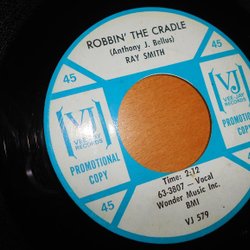 ROBBIN' THE CRADLE
(Anthony J. Bellus)
RAY SMITH
45
45
VJ
VEE-JAY
RECORDS
VJ
VEE-JAY
RECORDS
PROMOTIONAL
COPY
PROMOTIONAL
COPY
Time: 2:12
63-3807 — Vocal
Wonder Music Inc.
BMI
VJ 579
45
45